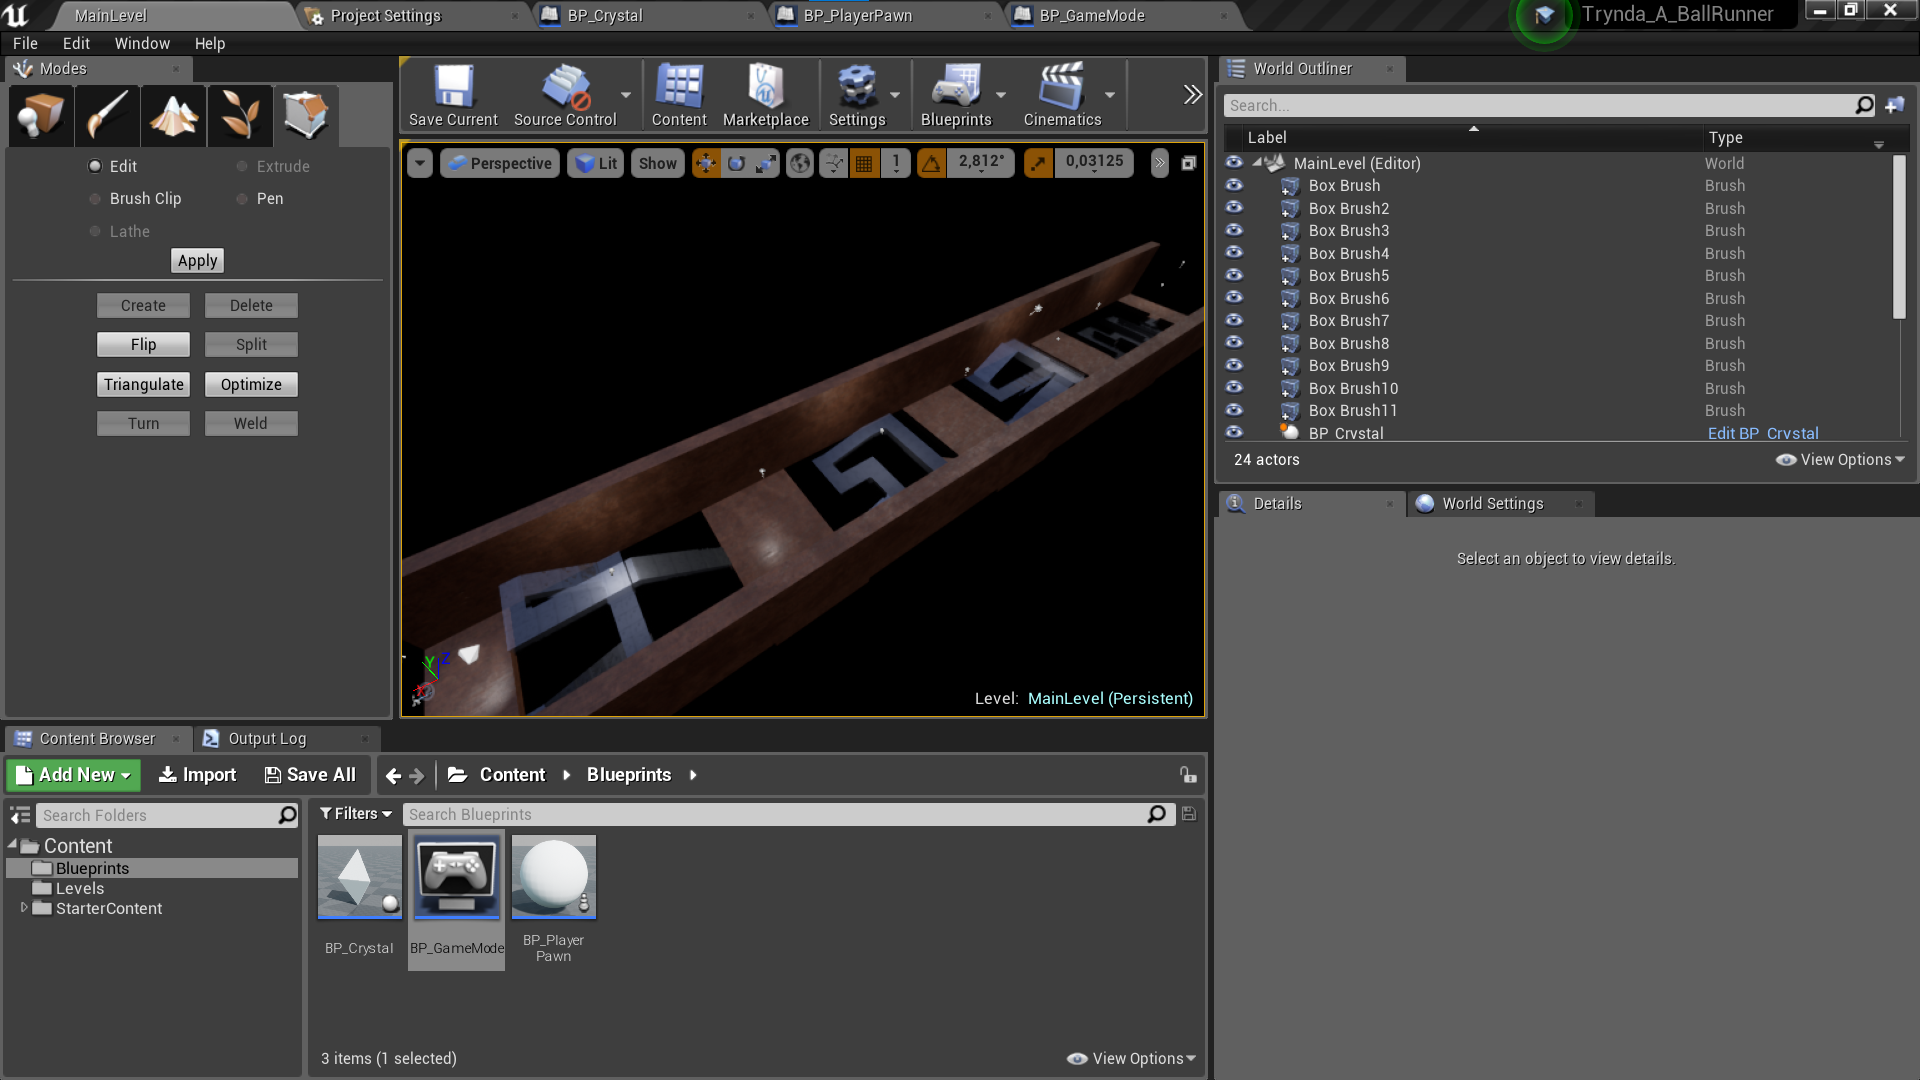 MainLevel
Project Settings
BP_Crystal
BP_PlayerPawn
BP_GameMode
Trynda_A_BallRunner
File Edit Window Help
Modes
Edit
Extrude
Brush Clip
Pen
Lathe
Apply
Create
Delete
Flip
Split
Triangulate
Optimize
Turn
Weld
Save Current
Source Control
Content
Marketplace
Settings
Blueprints
Cinematics
Perspective
Lit
Show
1
2,812°
0,03125
Y
Z
X
Level: MainLevel (Persistent)
World Outliner
Search...
Label
Type
MainLevel (Editor) World
Box Brush Brush
Box Brush2 Brush
Box Brush3 Brush
Box Brush4 Brush
Box Brush5 Brush
Box Brush6 Brush
Box Brush7 Brush
Box Brush8 Brush
Box Brush9 Brush
Box Brush10 Brush
Box Brush11 Brush
BP_Crystal Edit BP_Crystal
24 actors
View Options
Details
World Settings
Select an object to view details.
Content Browser
Output Log
Add New
Import
Save All
Content
Blueprints
Search Folders
Content
Blueprints
Levels
StarterContent
Filters
Search Blueprints
BP_Crystal
BP_GameMode
BP_Player
Pawn
3 items (1 selected)
View Options